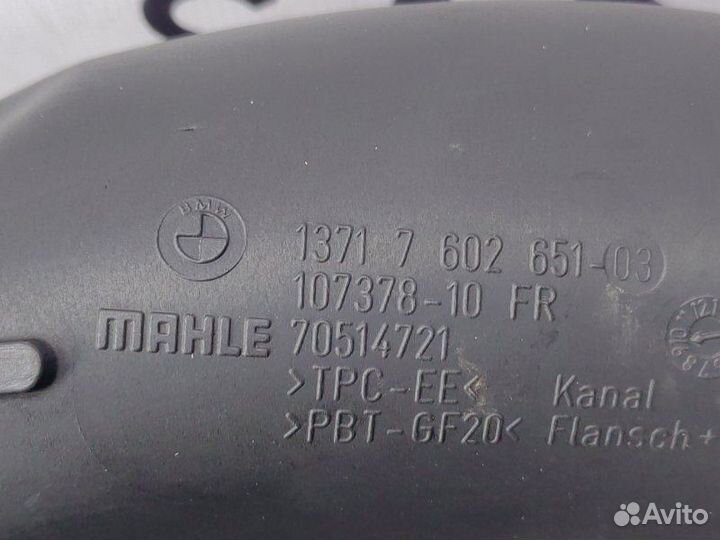 BMW
1371 7 602 651-03
107378-10 FR
MAHLE 70514721
>TPC-EE< Kanal
>PBT-GF20< Flansch+
Avito